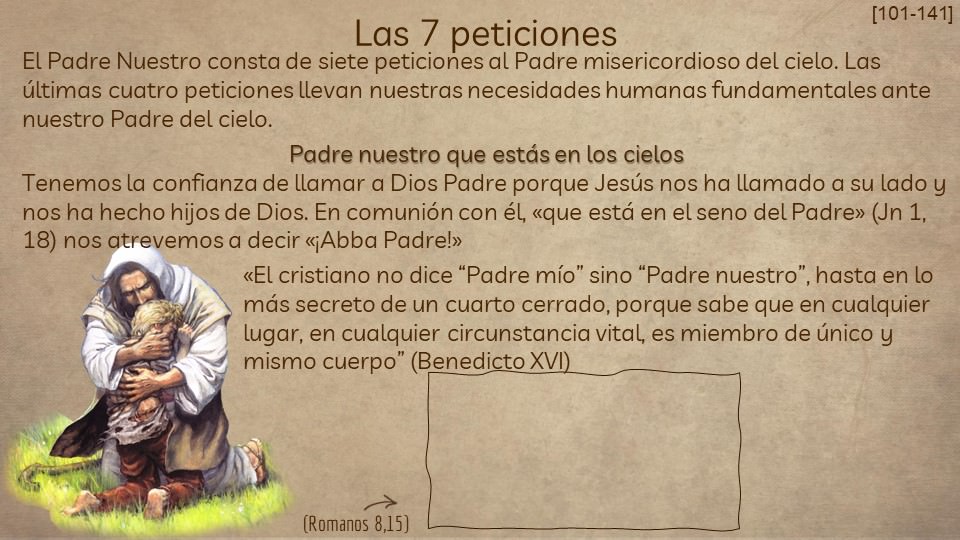 [101-141]
Las 7 peticiones
El Padre Nuestro consta de siete peticiones al Padre misericordioso del cielo. Las
últimas cuatro peticiones llevan nuestras necesidades humanas fundamentales ante
nuestro Padre del cielo.
Padre nuestro que estás en los cielos
Tenemos la confianza de llamar a Dios Padre porque Jesús nos ha llamado a su lado y
nos ha hecho hijos de Dios. En comunión con él, «que está en el seno del Padre» (Jn 1,
18) nos atrevemos a decir «¡Abba Padre!»
«El cristiano no dice “Padre mío” sino “Padre nuestro”, hasta en lo
más secreto de un cuarto cerrado, porque sabe que en cualquier
lugar, en cualquier circunstancia vital, es miembro de único y
mismo cuerpo” (Benedicto XVI)
(Romanos 8,15)